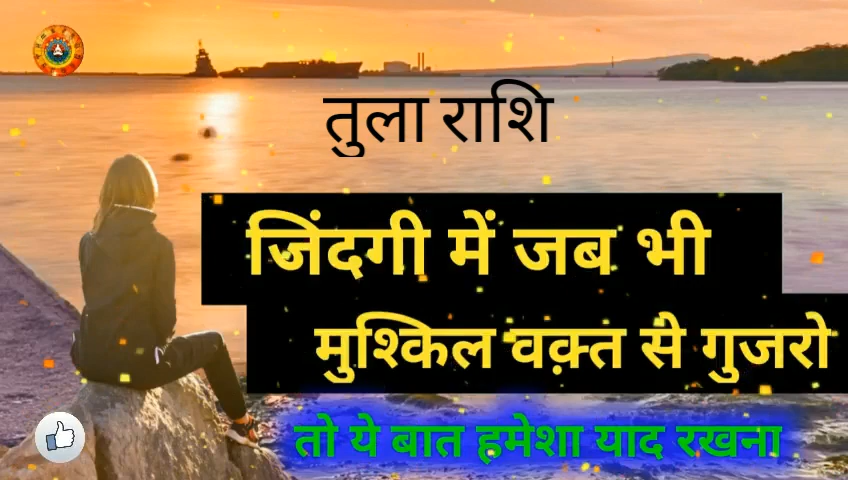 तुला राशि
जिंदगी में जब भी
मुश्किल वक़्त से गुजरो
तो ये बात हमेशा याद रखना